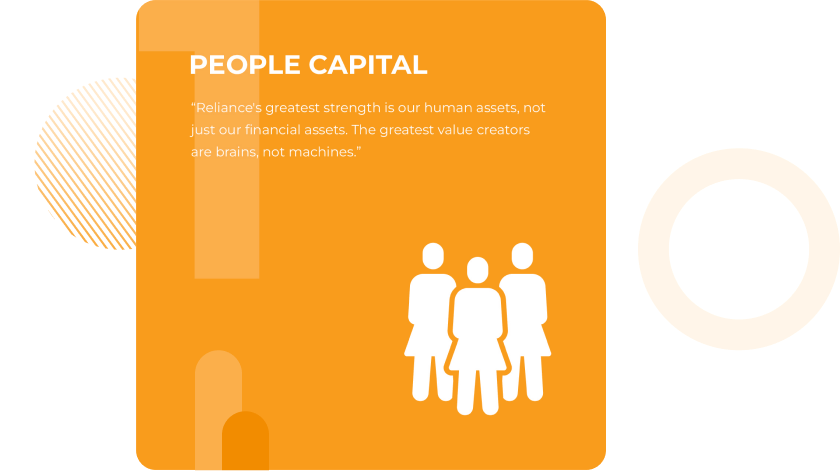 PEOPLE CAPITAL
“Reliance's greatest strength is our human assets, not
just our financial assets. The greatest value creators
are brains, not machines.”